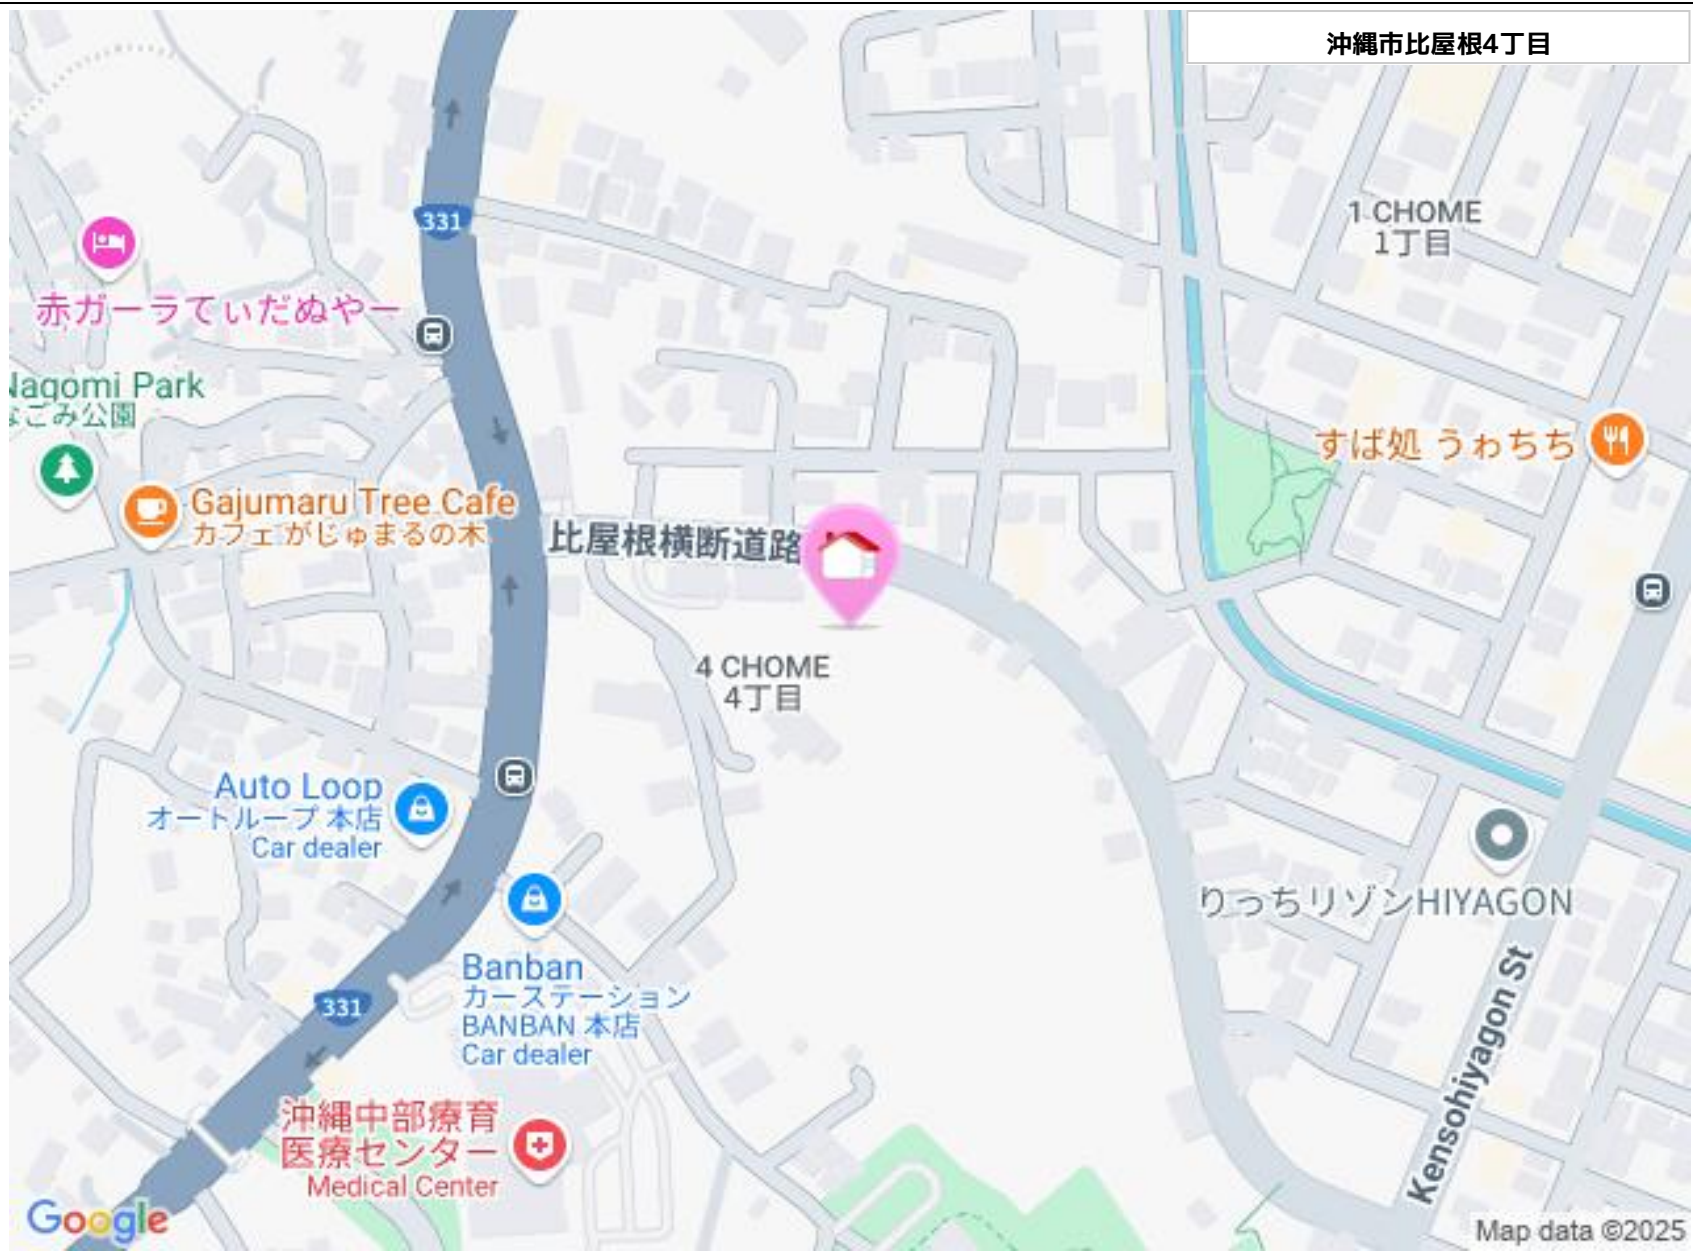 沖縄市比屋根4丁目
1 CHOME
1丁目
331
赤ガーラてぃだぬやー
Nagomi Park
なごみ公園
すば処 うゎちち
Gajumaru Tree Cafe
カフェ がじゅまるの木
比屋根横断道路
4 CHOME
4丁目
Auto Loop
オートループ 本店
Car dealer
りっちリゾンHIYAGON
Banban
カーステーション
BANBAN 本店
Car dealer
331
Kensohiyagon St
沖縄中部療育
医療センター
Medical Center
Google
Map data ©2025